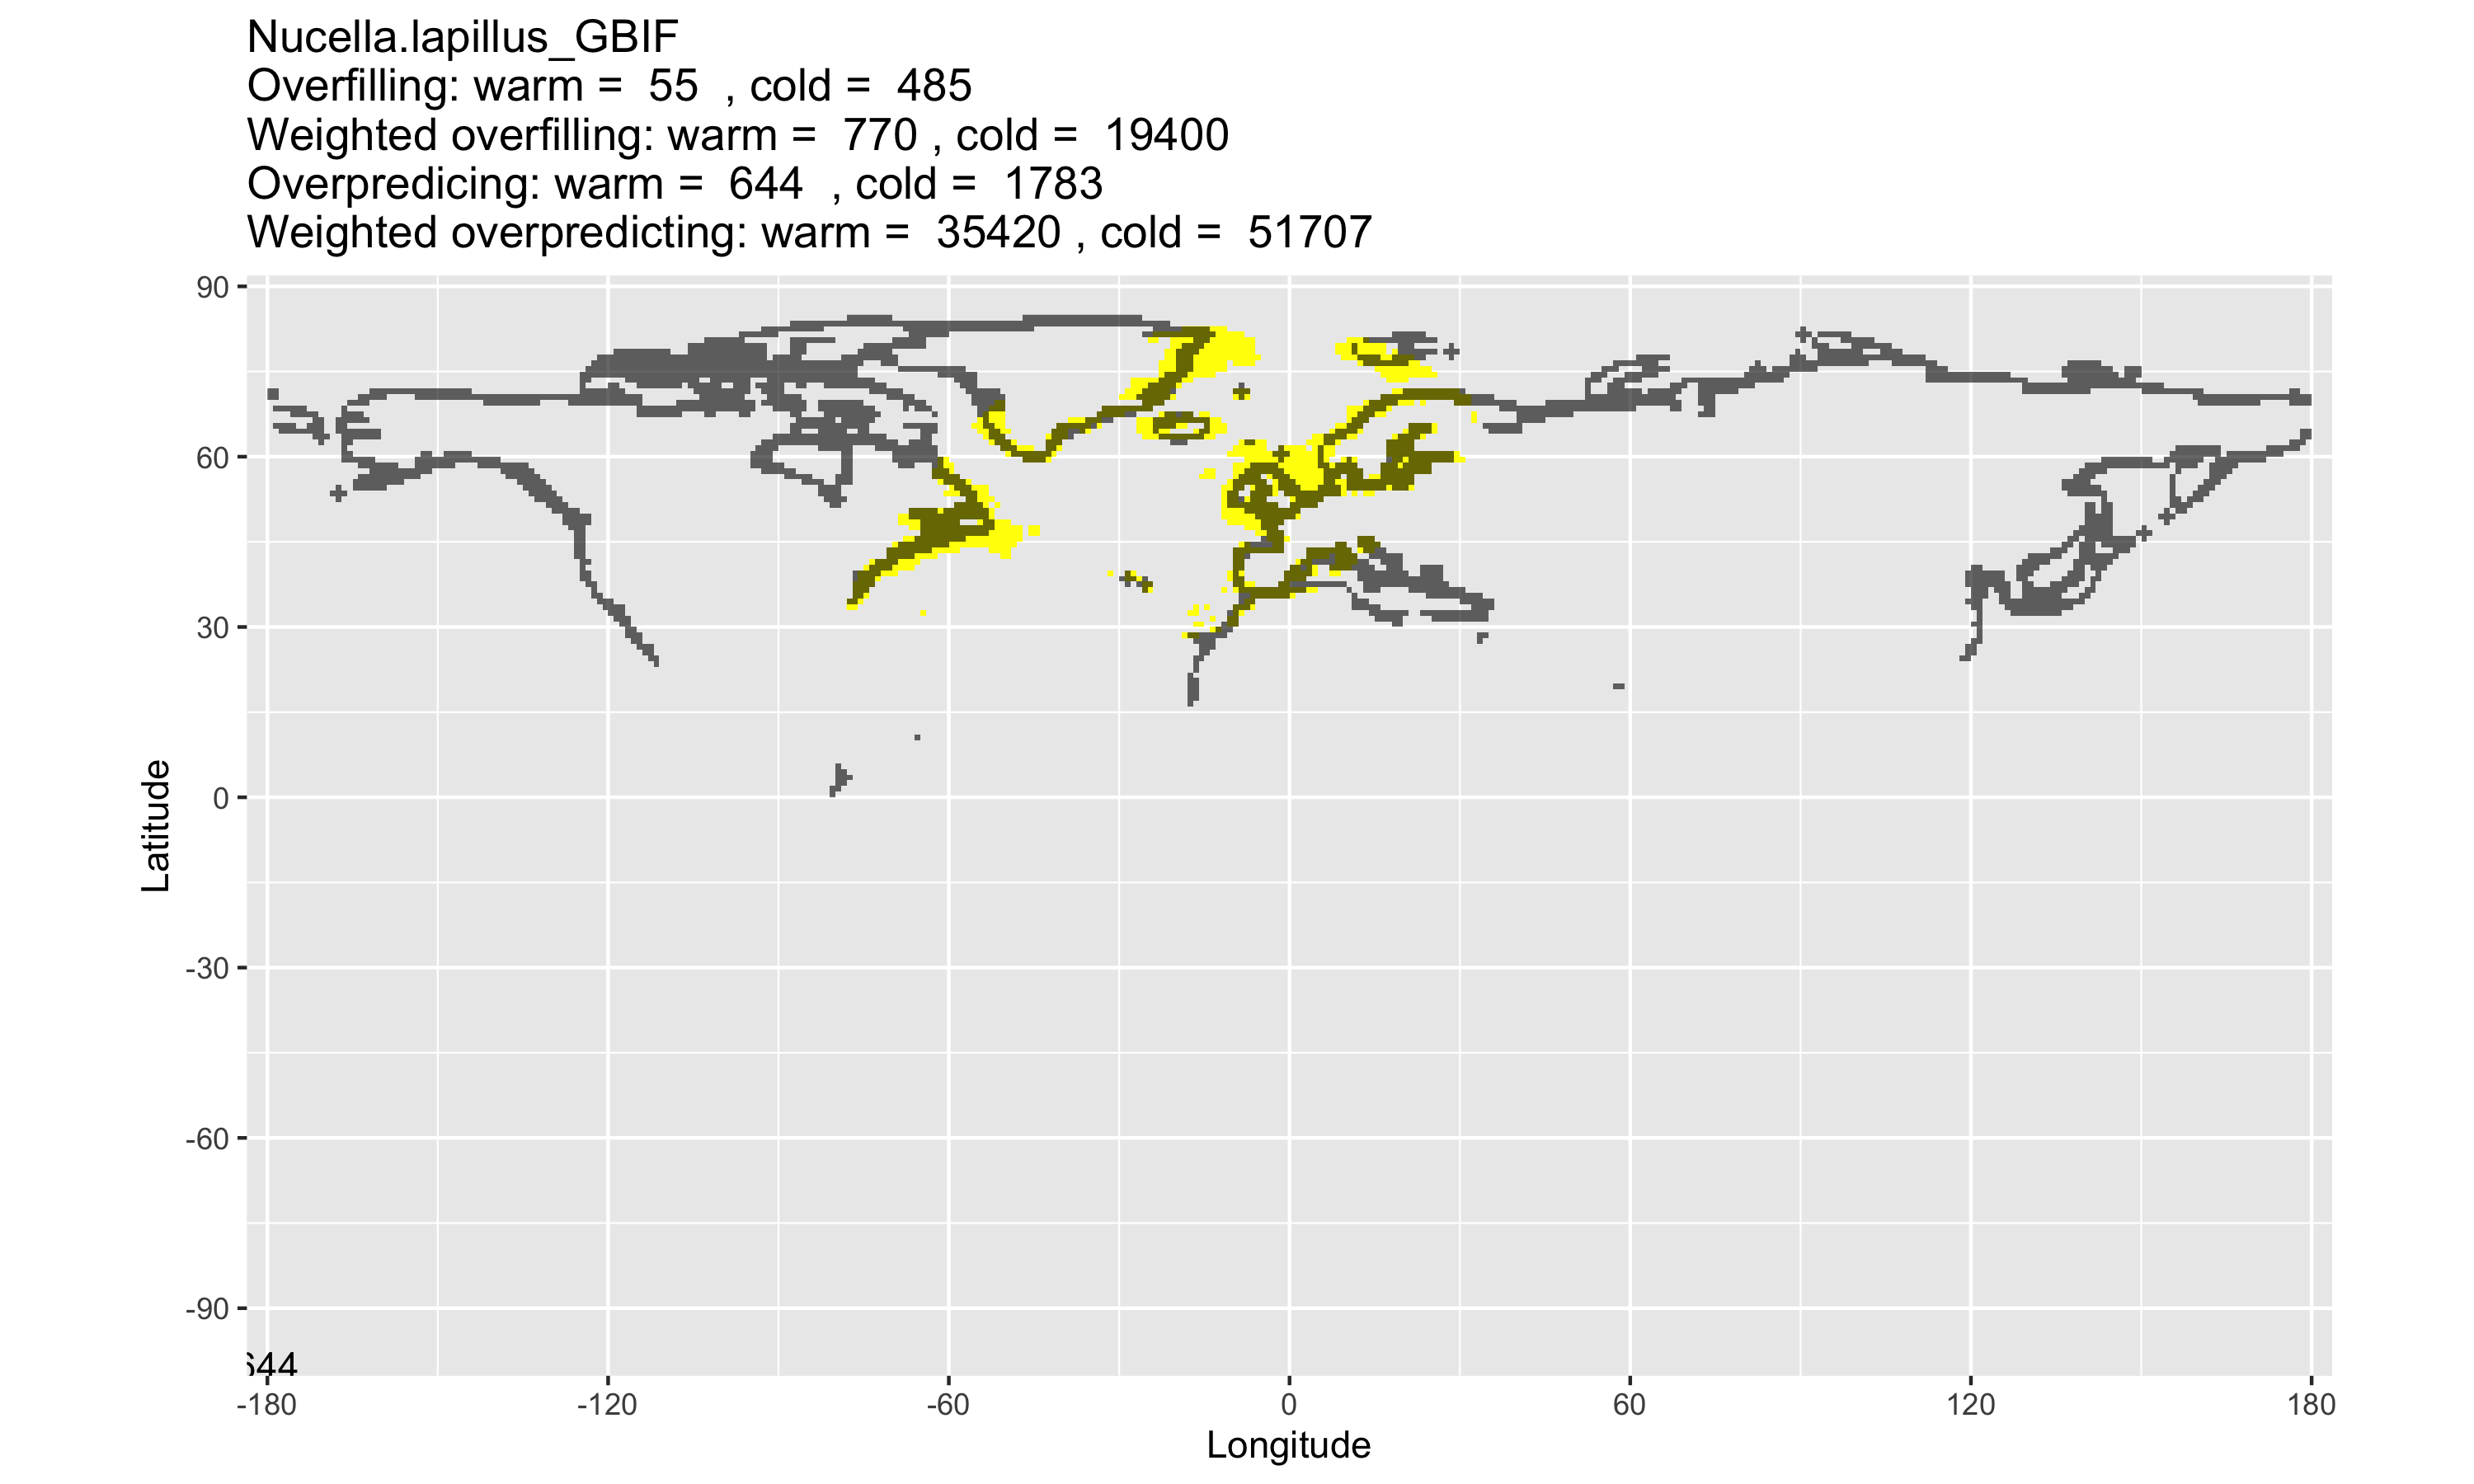 Nucella.lapillus_GBIF
Overfilling: warm =  55  , cold =  485
Weighted overfilling: warm =  770 , cold =  19400
Overpredicing: warm =  644  , cold =  1783
Weighted overpredicting: warm =  35420 , cold =  51707
90
60
30
0
-30
-60
-90
Latitude
-180
-120
-60
0
60
120
180
Longitude